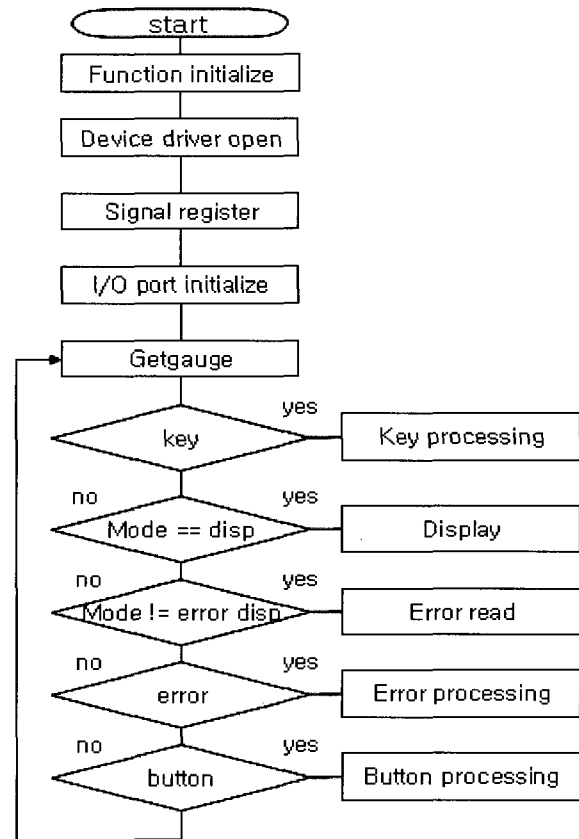 start
Function initialize
Device driver open
Signal register
I/O port initialize
Getgauge
yes
key
Key processing
no
yes
Mode == disp
Display
no
yes
Mode != error disp
Error read
no
yes
error
Error processing
no
yes
button
Button processing